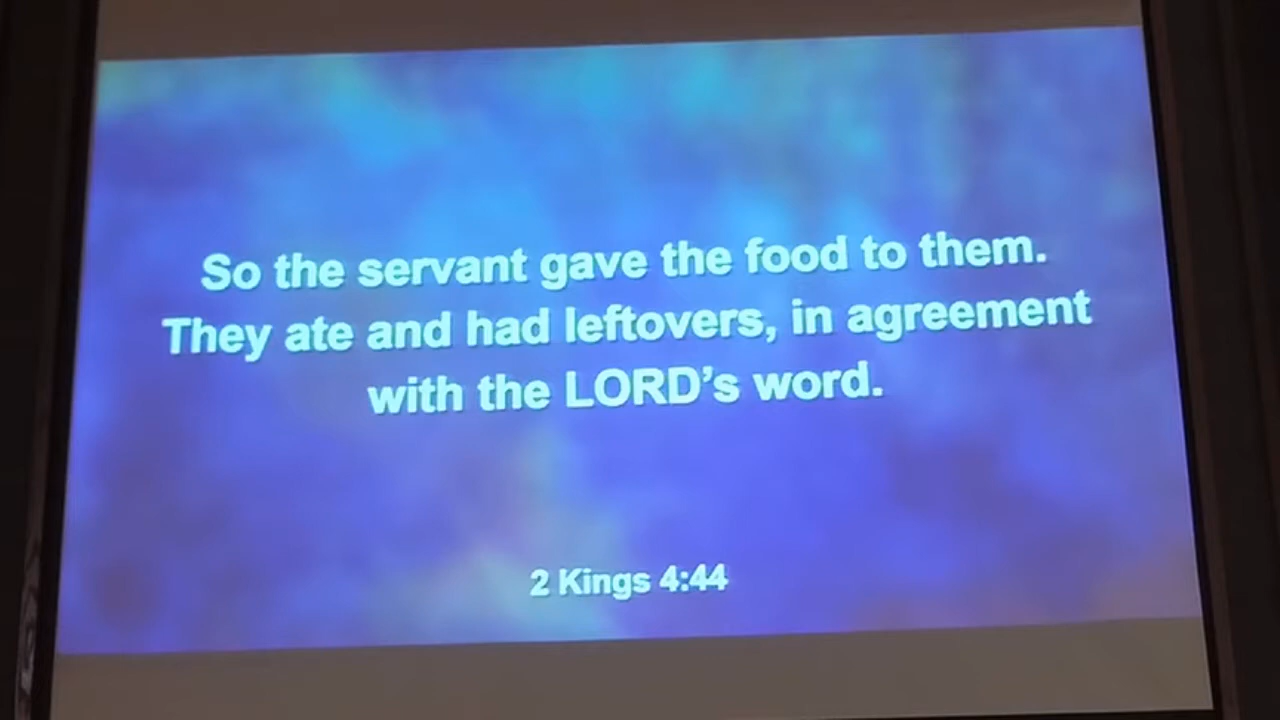 So the servant gave the food to them.
They ate and had leftovers, in agreement
with the LORD’s word.
2 Kings 4:44